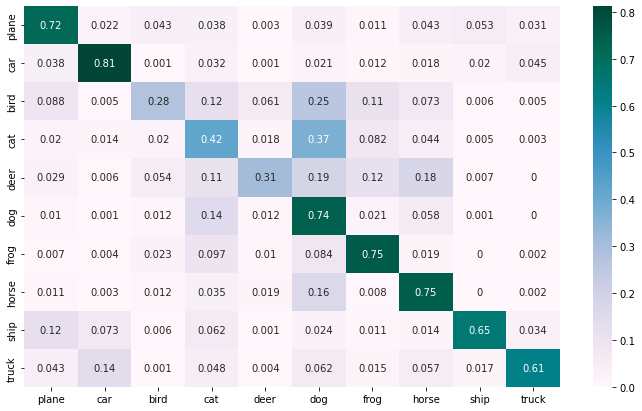 plane 0.72 0.022 0.043 0.038 0.003 0.039 0.011 0.043 0.053 0.031
car 0.038 0.81 0.001 0.032 0.001 0.021 0.012 0.018 0.02 0.045
bird 0.088 0.005 0.28 0.12 0.061 0.25 0.11 0.073 0.006 0.005
cat 0.02 0.014 0.02 0.42 0.018 0.37 0.082 0.044 0.005 0.003
deer 0.029 0.006 0.054 0.11 0.31 0.19 0.12 0.18 0.007 0
dog 0.01 0.001 0.012 0.14 0.012 0.74 0.021 0.058 0.001 0
frog 0.007 0.004 0.023 0.097 0.01 0.084 0.75 0.019 0 0.002
horse 0.011 0.003 0.012 0.035 0.019 0.16 0.008 0.75 0 0.002
ship 0.12 0.073 0.006 0.062 0.001 0.024 0.011 0.014 0.65 0.034
truck 0.043 0.14 0.001 0.048 0.004 0.062 0.015 0.057 0.017 0.61
plane car bird cat deer dog frog horse ship truck
0.8
0.7
0.6
0.5
0.4
0.3
0.2
0.1
0.0